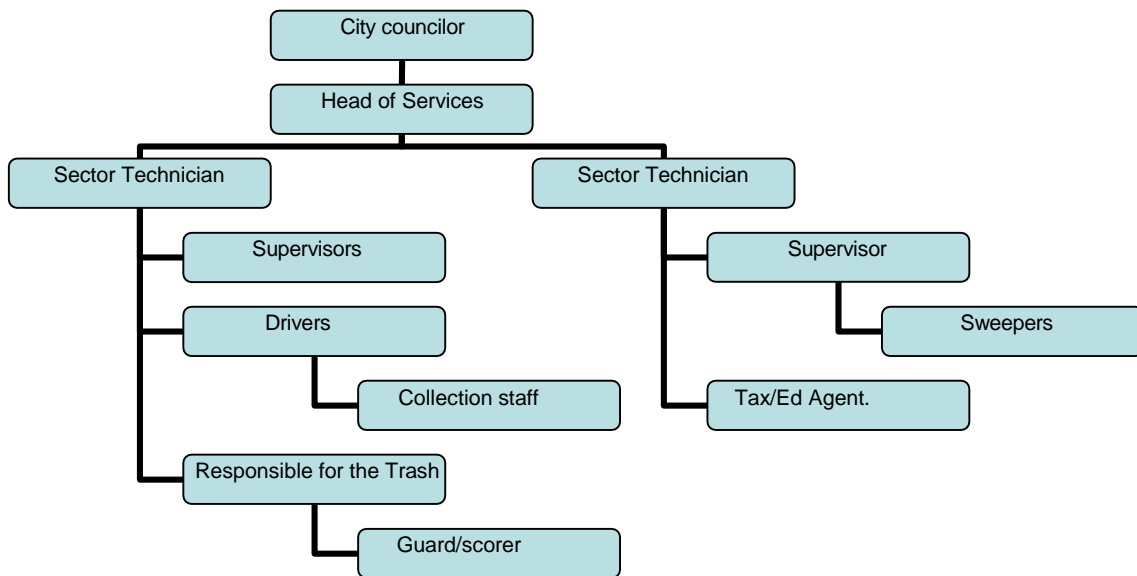 City councilor
Head of Services
Sector Technician
Sector Technician
Supervisors
Supervisor
Drivers
Sweepers
Collection staff
Tax/Ed Agent.
Responsible for the Trash
Guard/scorer